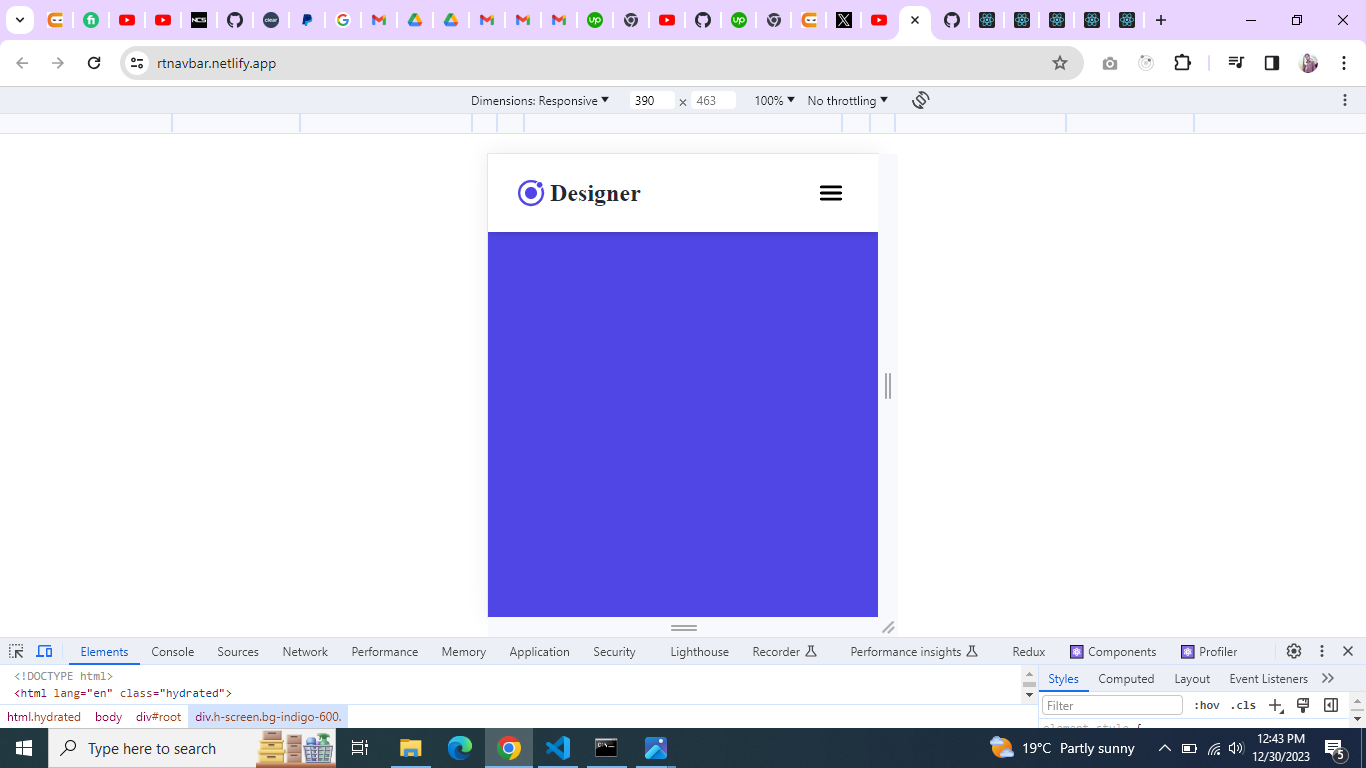 rtnavbar.netlify.app
Dimensions: Responsive 390 × 463 100% No throttling
Designer
Elements Console Sources Network Performance Memory Application Security Lighthouse Recorder Performance insights Redux Components Profiler
<!DOCTYPE html>
<html lang="en" class="hydrated">
html.hydrated body div#root div.h-screen.bg-indigo-600.
Styles Computed Layout Event Listeners
Filter :hov .cls
element.style {
Type here to search
19°C Partly sunny
12:43 PM
12/30/2023
5